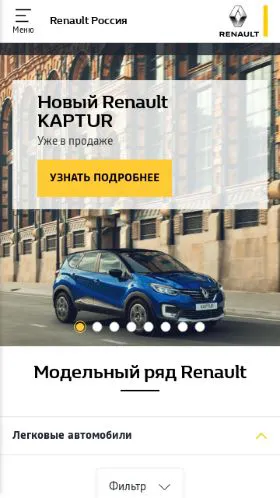 Меню
Renault Россия
RENAULT
Новый Renault
KAPTUR
Уже в продаже
УЗНАТЬ ПОДРОБНЕЕ
Модельный ряд Renault
Легковые автомобили
Фильтр